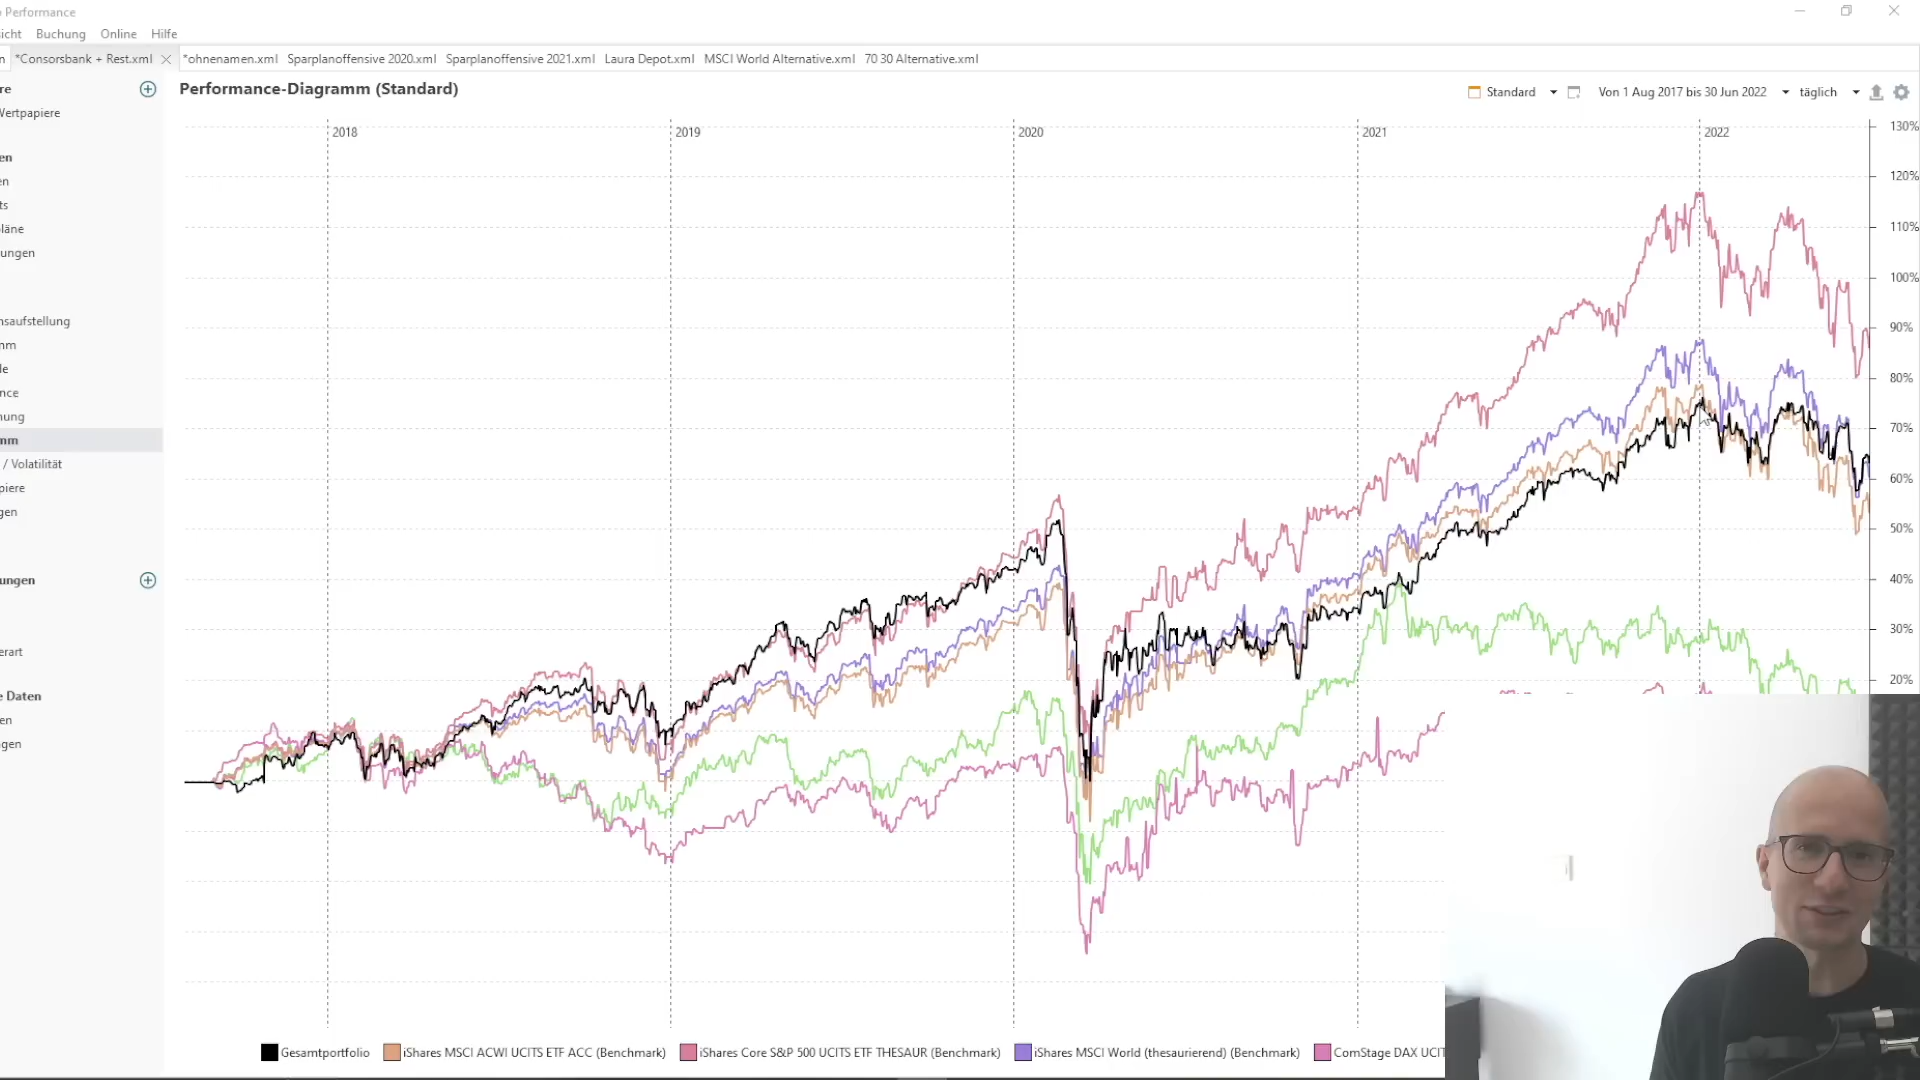 Performance
icht Buchung Online Hilfe
*Consorsbank + Rest.xml *ohnenamen.xml Sparplanoffensive 2020.xml Sparplanoffensive 2021.xml Laura Depot.xml MSCI World Alternative.xml 70 30 Alternative.xml
re
Performance-Diagramm (Standard)
Standard Von 1 Aug 2017 bis 30 Jun 2022 täglich
Wertpapiere
2018 2019 2020 2021 2022
130%
120%
110%
100%
90%
80%
70%
60%
50%
40%
30%
20%
en
en
ts
läne
ungen
nsaufstellung
mm
le
nce
nung
mm
/ Volatilität
piere
gen
ungen
erart
e Daten
en
gen
Gesamtportfolio iShares MSCI ACWI UCITS ETF ACC (Benchmark) iShares Core S&P 500 UCITS ETF THESAUR (Benchmark) iShares MSCI World (thesaurierend) (Benchmark) ComStage DAX UCIT